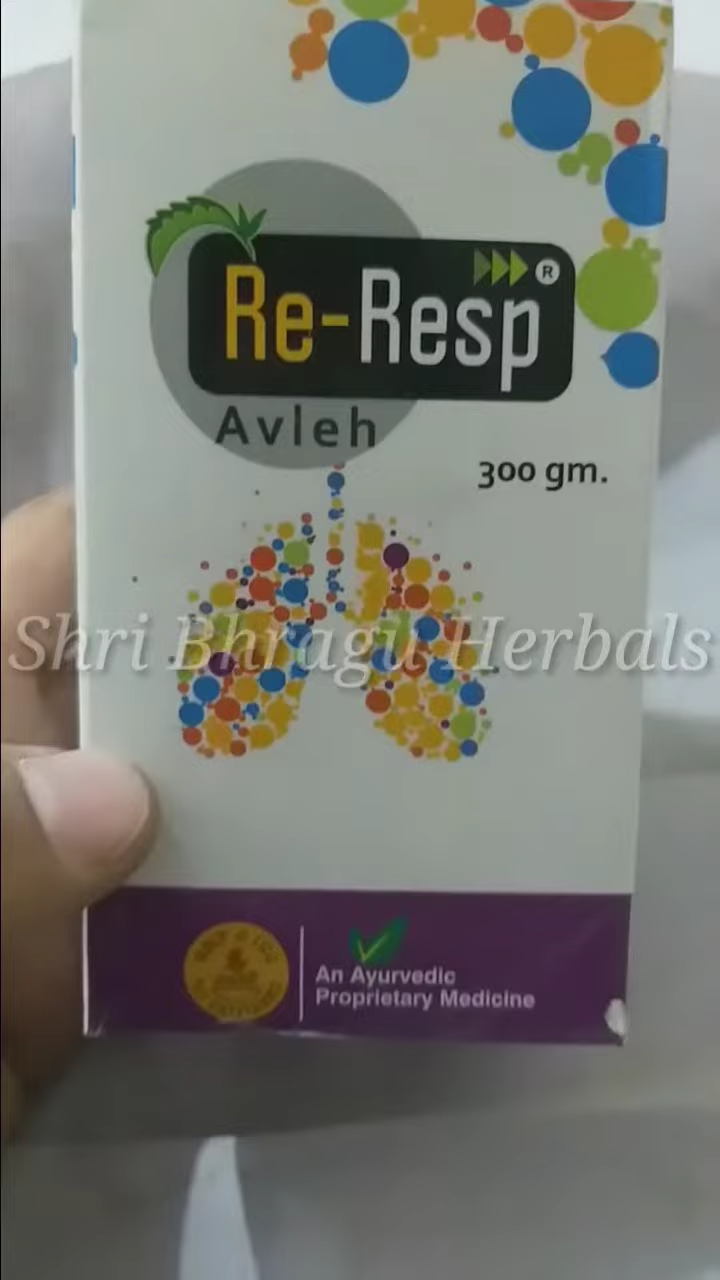 Re-Resp ®
Avleh
300 gm.
Shri Bhragu Herbals
An Ayurvedic
Proprietary Medicine